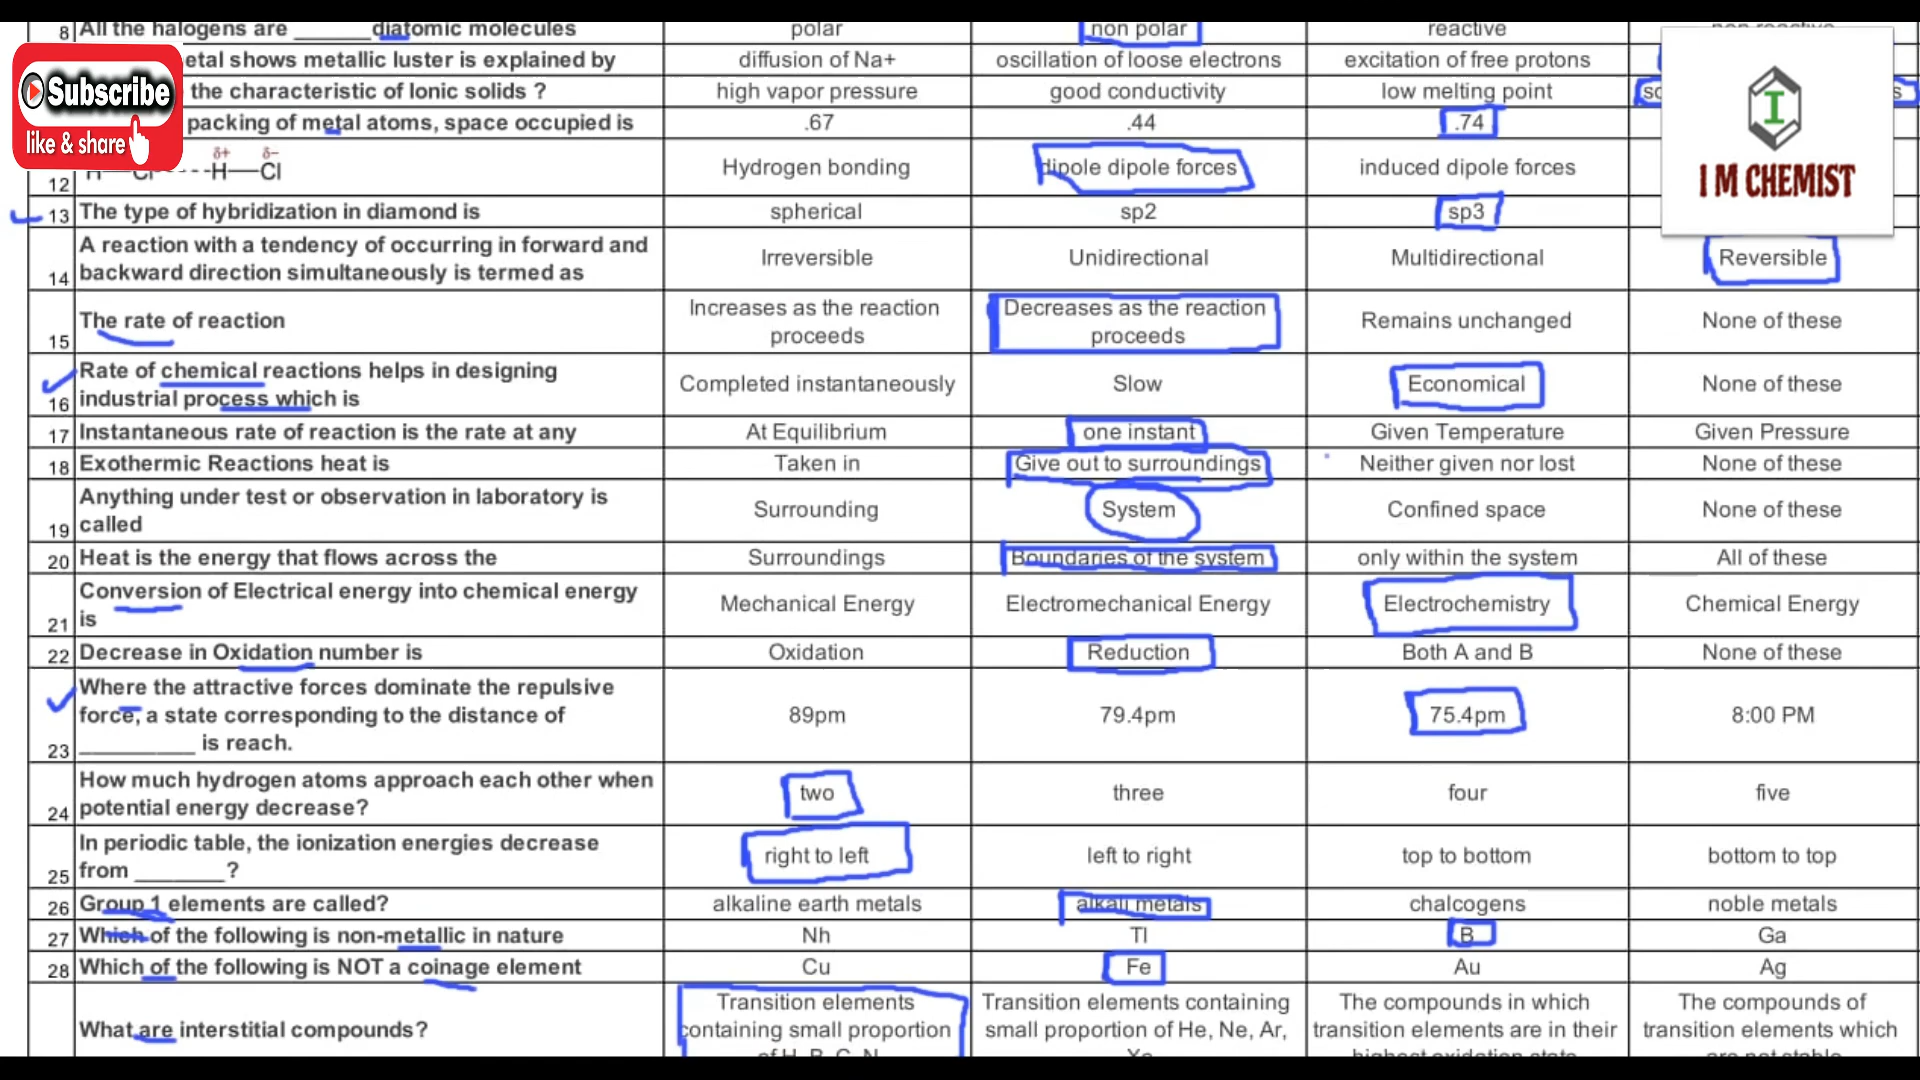 8 All the halogens are ______diatomic molecules polar non polar reactive
etal shows metallic luster is explained by diffusion of Na+ oscillation of loose electrons excitation of free protons
the characteristic of Ionic solids ? high vapor pressure good conductivity low melting point
packing of metal atoms, space occupied is .67 .44 .74
Subscribe
like & share
I
I M CHEMIST
δ+ δ−
12 H Cl----H—Cl Hydrogen bonding dipole dipole forces induced dipole forces
13 The type of hybridization in diamond is spherical sp2 sp3
14 A reaction with a tendency of occurring in forward and
backward direction simultaneously is termed as Irreversible Unidirectional Multidirectional Reversible
15 The rate of reaction Increases as the reaction
proceeds Decreases as the reaction
proceeds Remains unchanged None of these
16 Rate of chemical reactions helps in designing
industrial process which is Completed instantaneously Slow Economical None of these
17 Instantaneous rate of reaction is the rate at any At Equilibrium one instant Given Temperature Given Pressure
18 Exothermic Reactions heat is Taken in Give out to surroundings Neither given nor lost None of these
19 Anything under test or observation in laboratory is
called Surrounding System Confined space None of these
20 Heat is the energy that flows across the Surroundings Boundaries of the system only within the system All of these
21 Conversion of Electrical energy into chemical energy
is Mechanical Energy Electromechanical Energy Electrochemistry Chemical Energy
22 Decrease in Oxidation number is Oxidation Reduction Both A and B None of these
23 Where the attractive forces dominate the repulsive
force, a state corresponding to the distance of
_________ is reach. 89pm 79.4pm 75.4pm 8:00 PM
24 How much hydrogen atoms approach each other when
potential energy decrease? two three four five
25 In periodic table, the ionization energies decrease
from _______? right to left left to right top to bottom bottom to top
26 Group 1 elements are called? alkaline earth metals alkali metals chalcogens noble metals
27 Which of the following is non-metallic in nature Nh Tl B Ga
28 Which of the following is NOT a coinage element Cu Fe Au Ag
What are interstitial compounds? Transition elements
containing small proportion Transition elements containing
small proportion of He, Ne, Ar, The compounds in which
transition elements are in their The compounds of
transition elements which